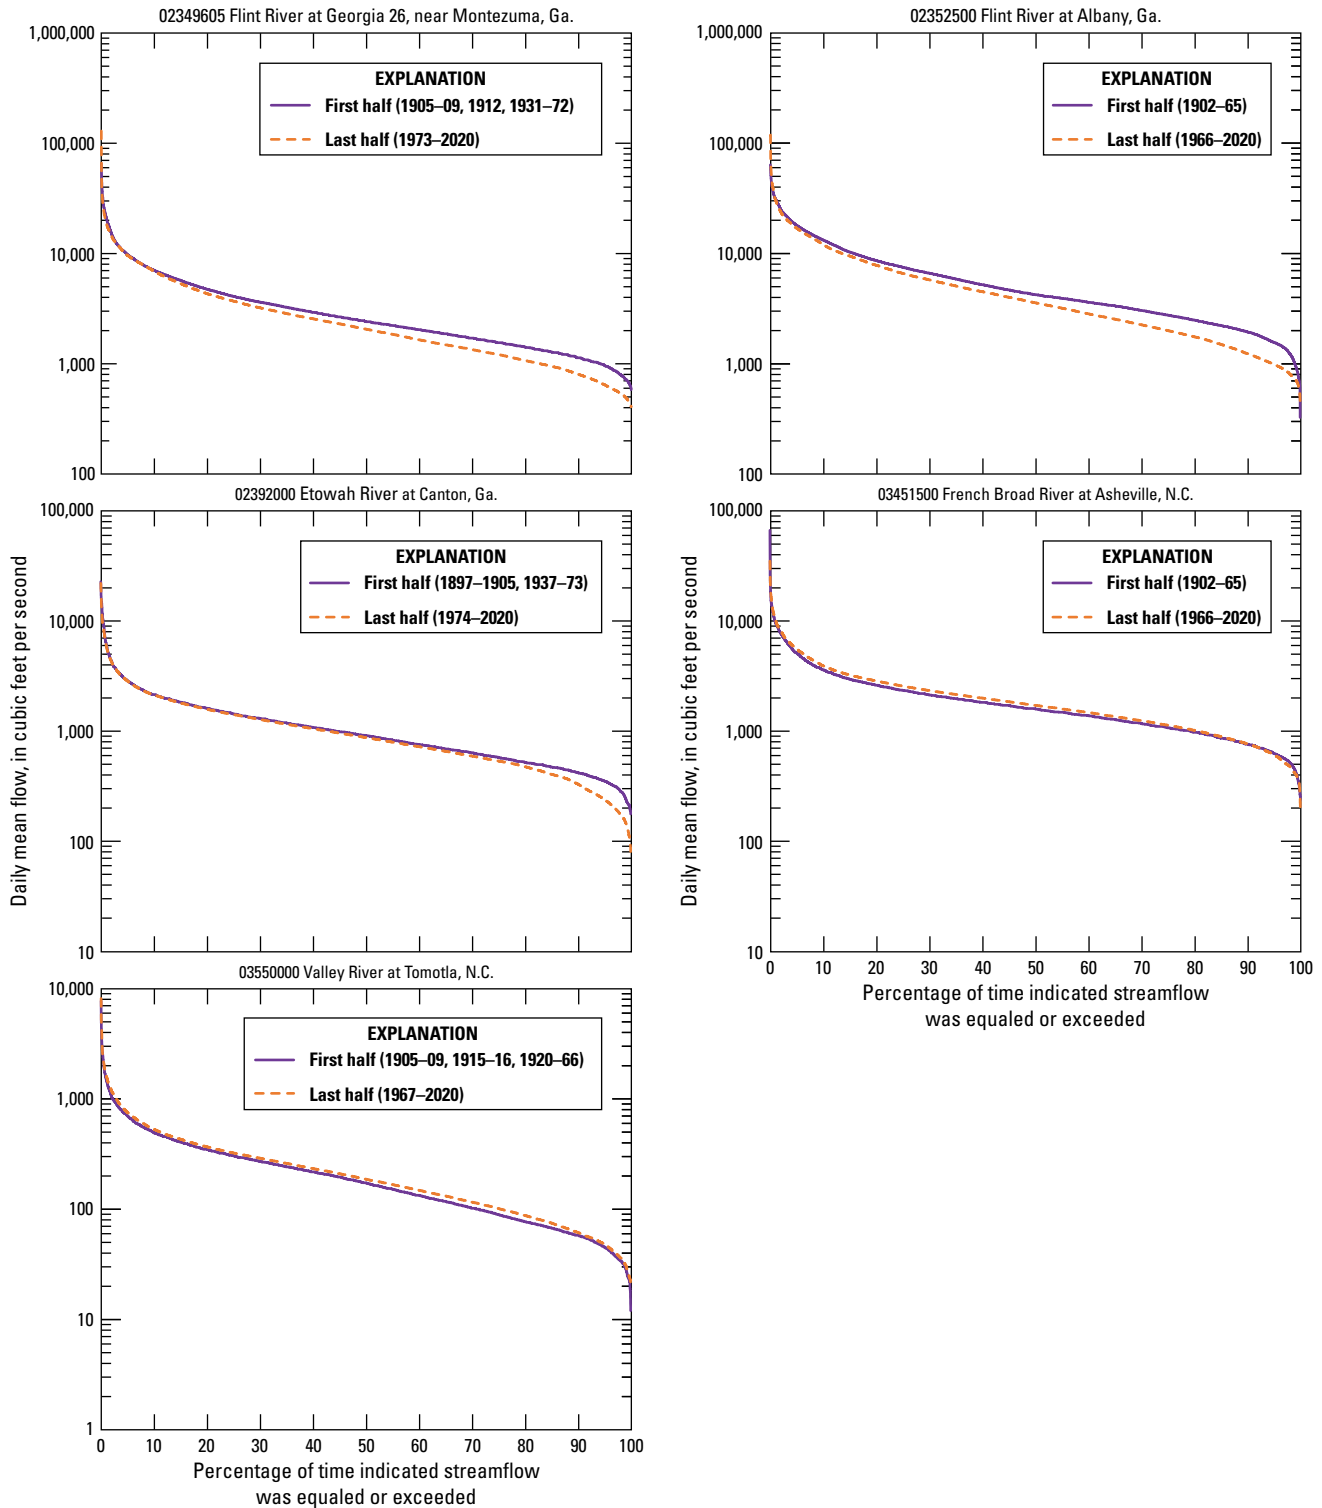 02349605 Flint River at Georgia 26, near Montezuma, Ga.
1,000,000
100,000
10,000
1,000
100
EXPLANATION
First half (1905–09, 1912, 1931–72)
Last half (1973–2020)
02352500 Flint River at Albany, Ga.
1,000,000
100,000
10,000
1,000
100
EXPLANATION
First half (1902–65)
Last half (1966–2020)
02392000 Etowah River at Canton, Ga.
Daily mean flow, in cubic feet per second
100,000
10,000
1,000
100
10
EXPLANATION
First half (1897–1905, 1937–73)
Last half (1974–2020)
03451500 French Broad River at Asheville, N.C.
Daily mean flow, in cubic feet per second
100,000
10,000
1,000
100
10
EXPLANATION
First half (1902–65)
Last half (1966–2020)
0 10 20 30 40 50 60 70 80 90 100
Percentage of time indicated streamflow
was equaled or exceeded
03550000 Valley River at Tomotla, N.C.
10,000
1,000
100
10
1
EXPLANATION
First half (1905–09, 1915–16, 1920–66)
Last half (1967–2020)
0 10 20 30 40 50 60 70 80 90 100
Percentage of time indicated streamflow
was equaled or exceeded